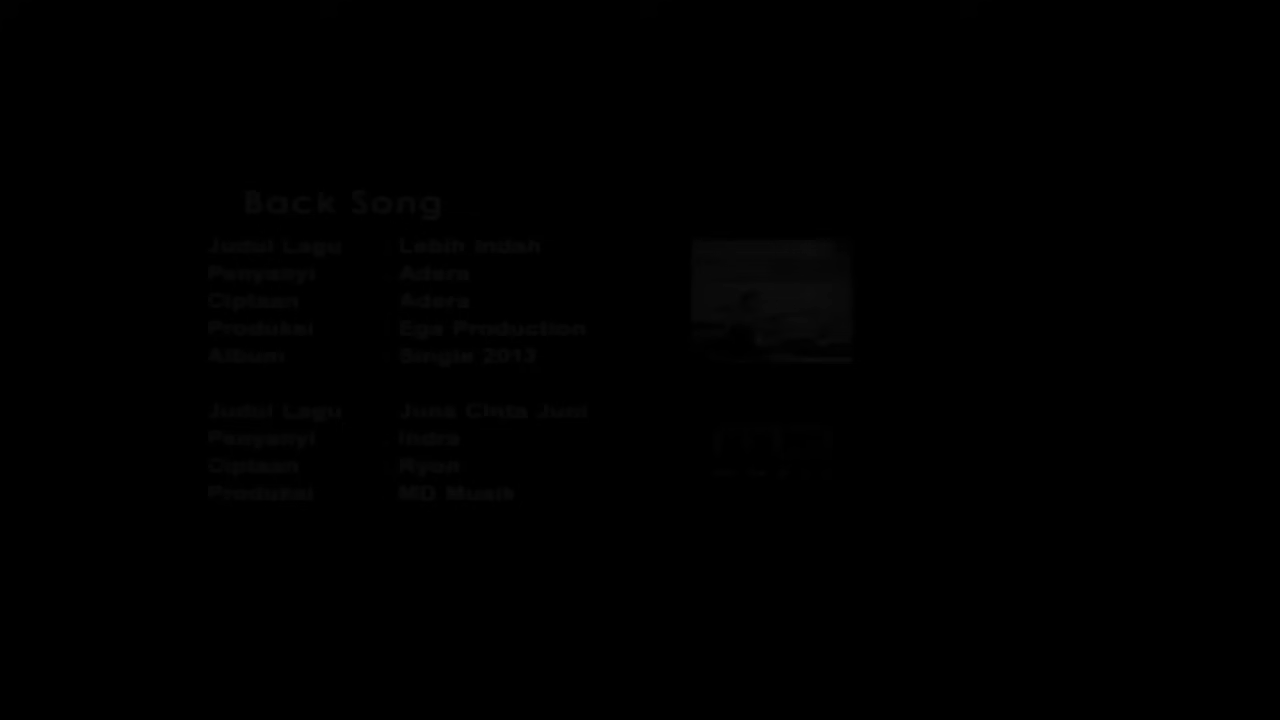 Back Song
Judul Lagu : Lebih Indah
Penyanyi : Adera
Ciptaan : Adera
Produksi : Ega Production
Album : Single 2013
Judul Lagu : Cinta Juni
Penyanyi : Indra
Ciptaan : Ryan
Produksi : MD Musik